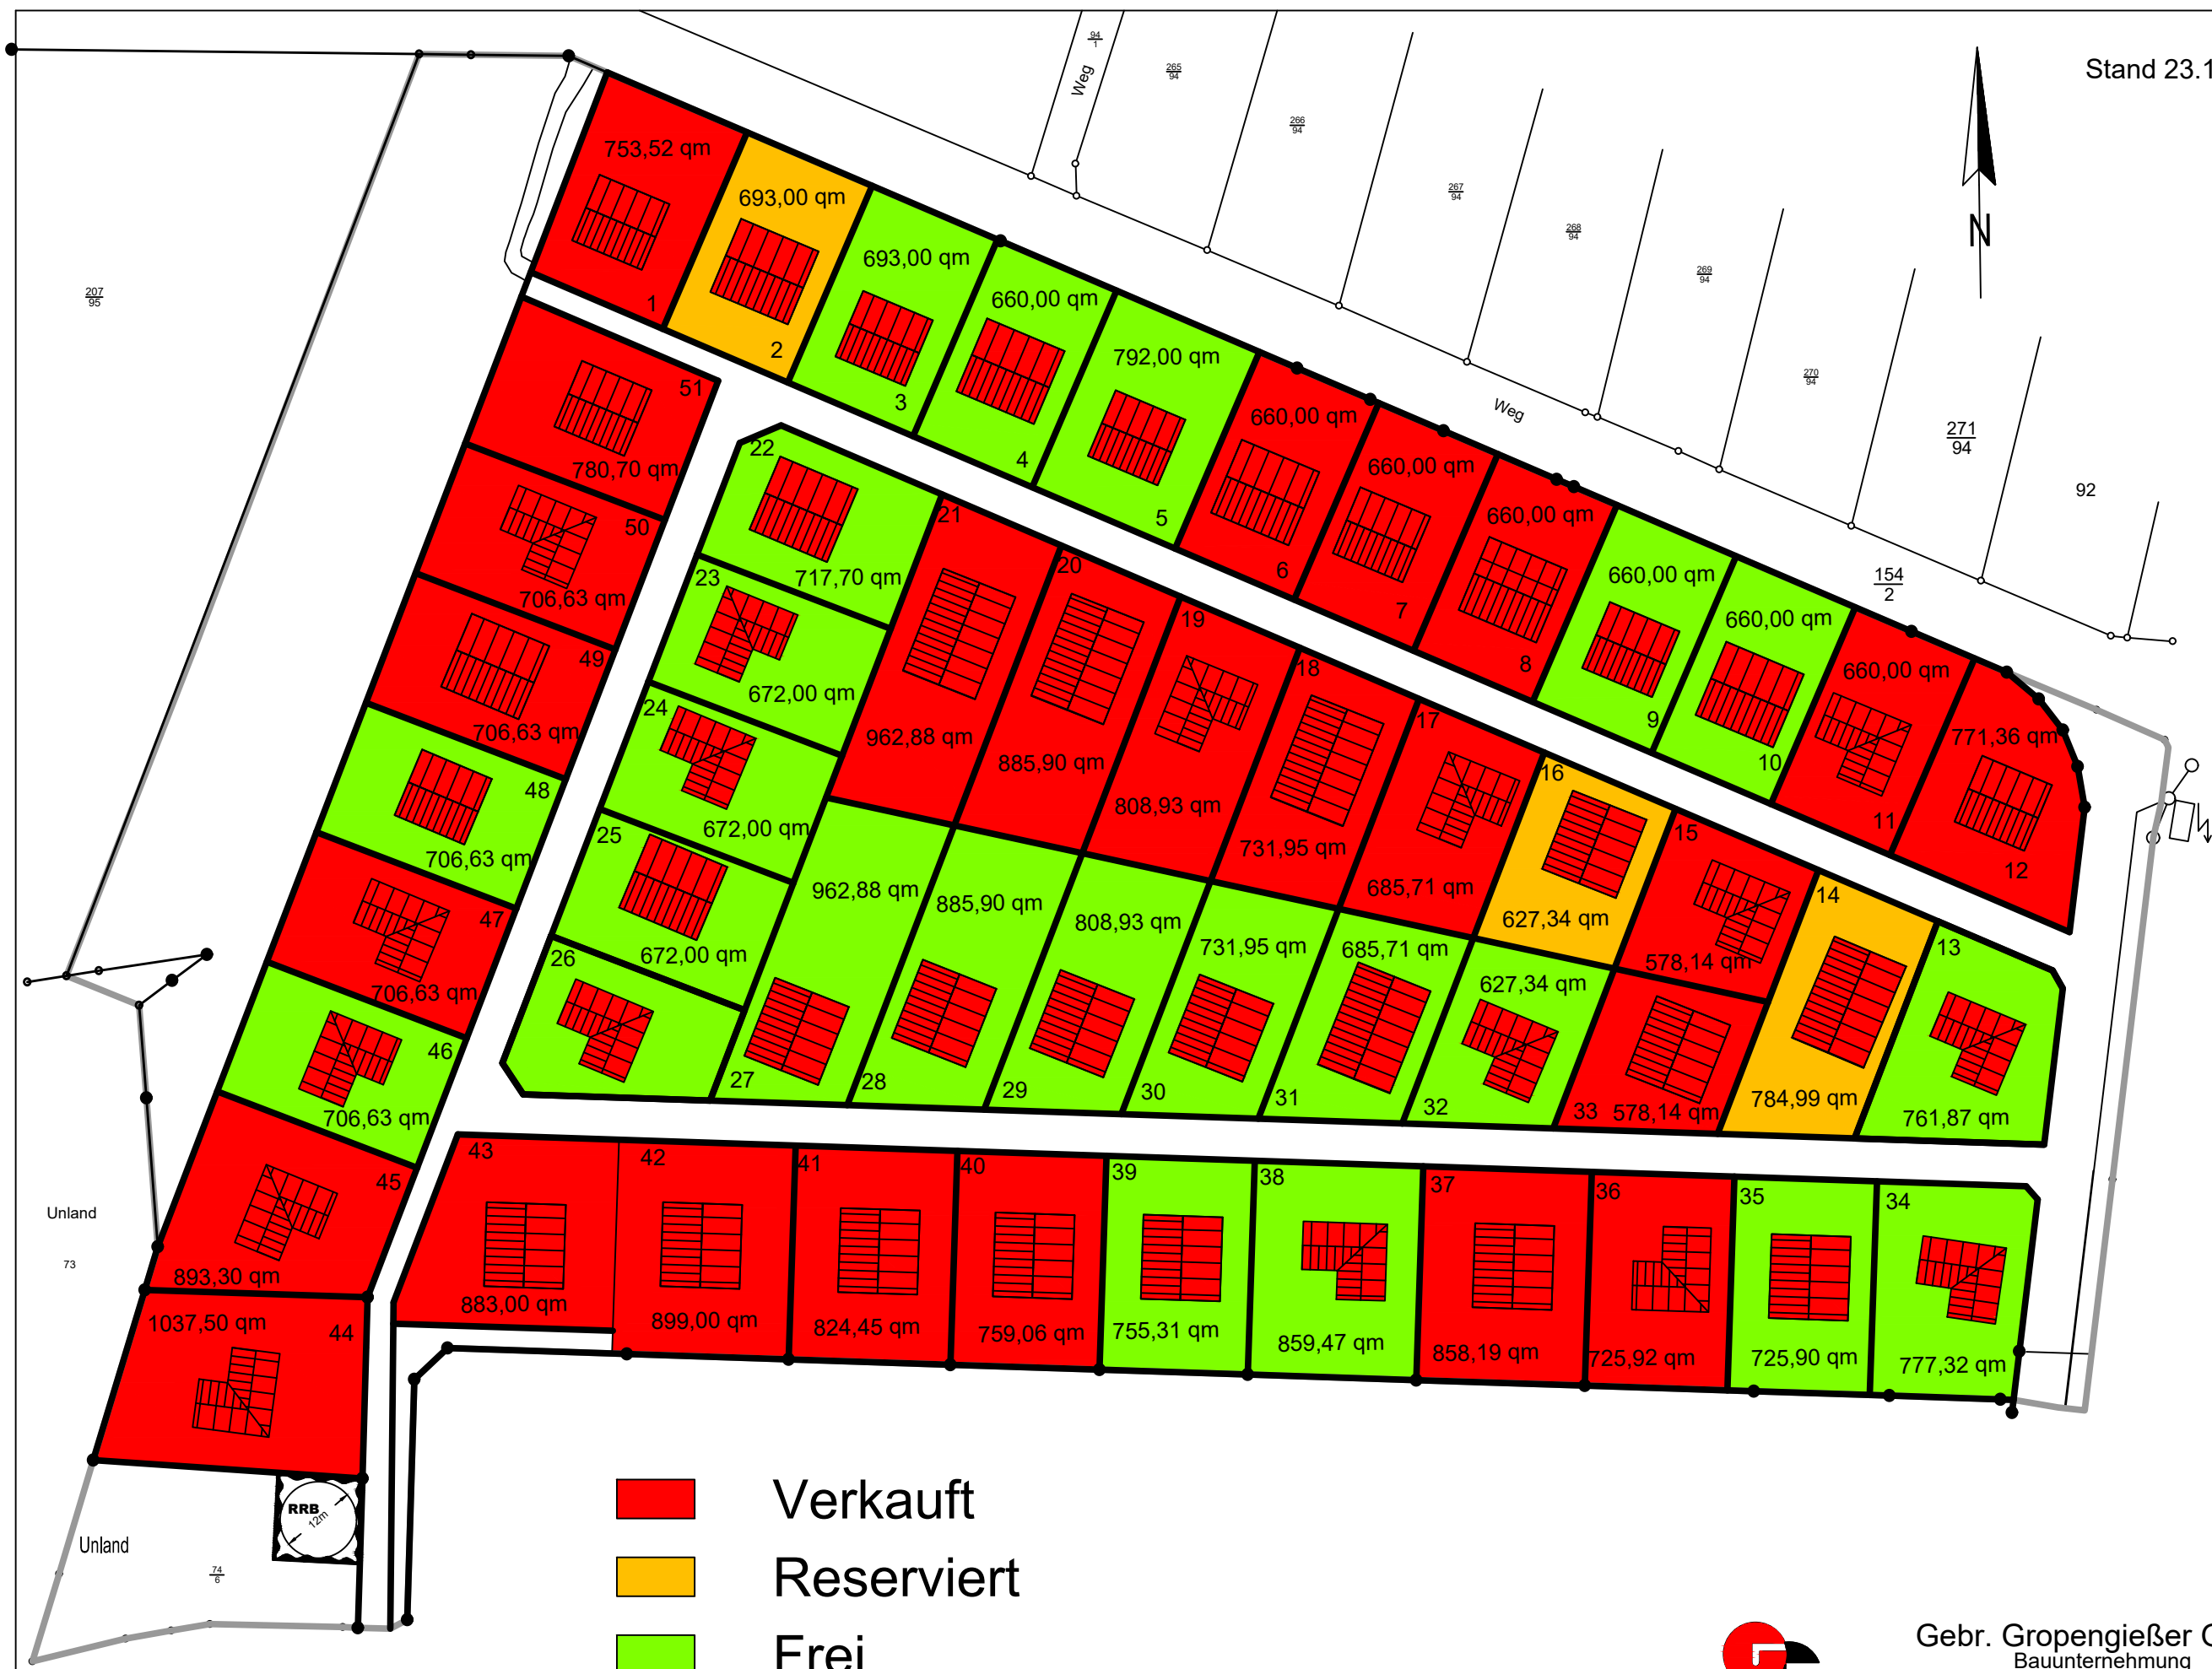 Stand 23.1
94
1
Weg
265
94
266
94
267
94
268
94
269
94
270
94
271
94
92
154
2
Weg
N
207
95
753,52 qm
1
693,00 qm
2
693,00 qm
3
660,00 qm
4
792,00 qm
5
660,00 qm
6
660,00 qm
7
660,00 qm
8
660,00 qm
9
660,00 qm
10
660,00 qm
11
771,36 qm
12
51
780,70 qm
50
706,63 qm
49
706,63 qm
48
706,63 qm
47
706,63 qm
46
706,63 qm
45
893,30 qm
1037,50 qm
44
22
717,70 qm
23
672,00 qm
24
672,00 qm
25
672,00 qm
26
21
962,88 qm
20
885,90 qm
19
808,93 qm
18
731,95 qm
17
685,71 qm
16
627,34 qm
15
578,14 qm
14
784,99 qm
13
761,87 qm
962,88 qm
27
885,90 qm
28
808,93 qm
29
731,95 qm
30
685,71 qm
31
627,34 qm
32
33
578,14 qm
43
883,00 qm
42
899,00 qm
41
824,45 qm
40
759,06 qm
39
755,31 qm
38
859,47 qm
37
858,19 qm
36
725,92 qm
35
725,90 qm
34
777,32 qm
Unland
73
RRB
12m
Unland
74
6
Verkauft
Reserviert
Frei
Gebr. Gropengießer
Bauunternehmung